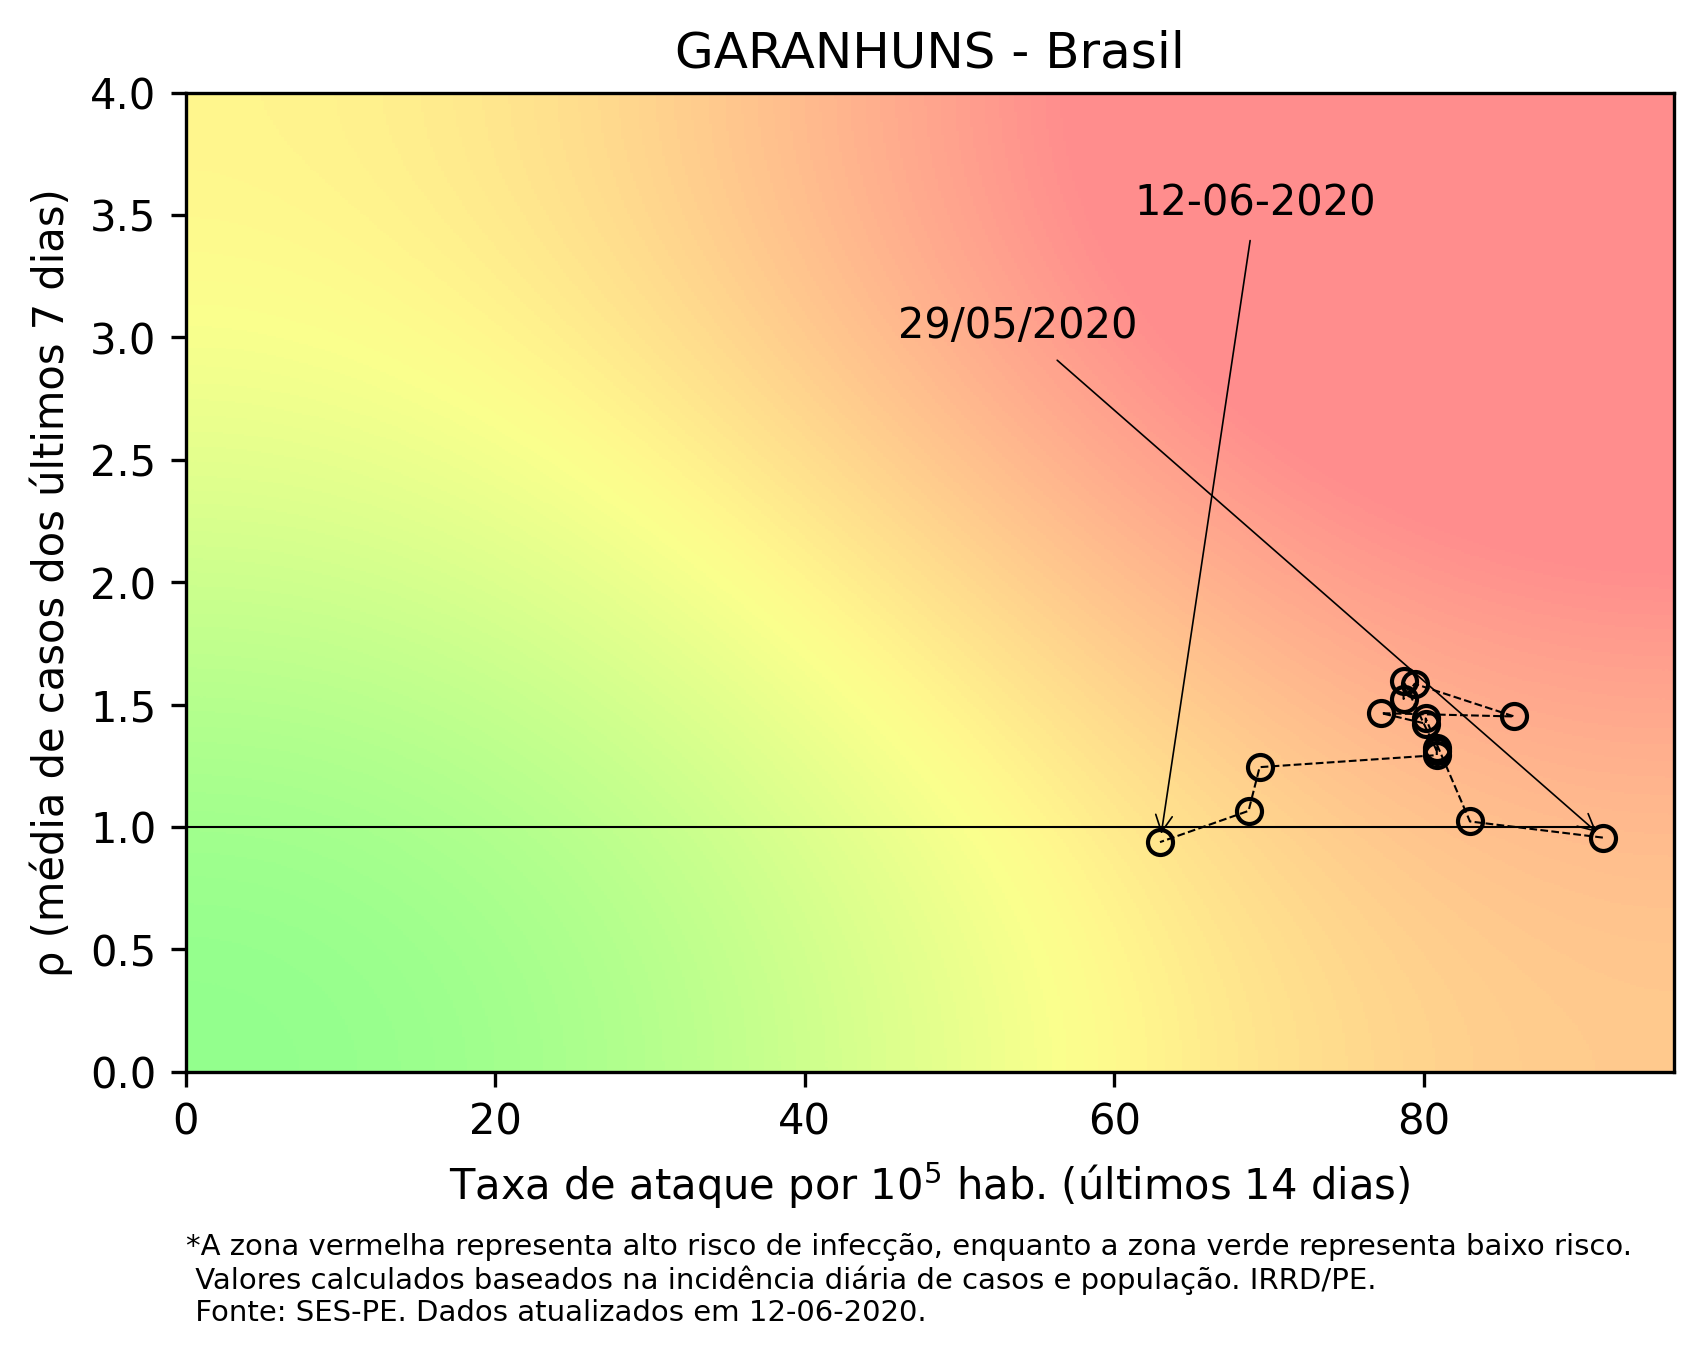 GARANHUNS - Brasil
4.0
3.5
3.0
2.5
2.0
1.5
1.0
0.5
0.0
ρ (média de casos dos últimos 7 dias)
12-06-2020
29/05/2020
0 20 40 60 80
Taxa de ataque por 10⁵ hab. (últimos 14 dias)
*A zona vermelha representa alto risco de infecção, enquanto a zona verde representa baixo risco.
Valores calculados baseados na incidência diária de casos e população. IRRD/PE.
Fonte: SES-PE. Dados atualizados em 12-06-2020.